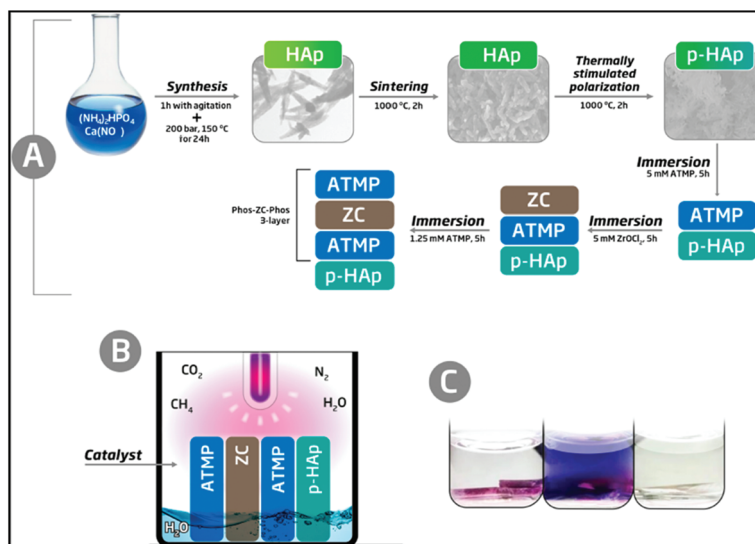 A
(NH₄)₂HPO₄
Ca(NO )
Synthesis
1h with agitation
+
200 bar, 150 ºC
for 24h
HAp
Sintering
1000 ºC, 2h
HAp
Thermally
stimulated
polarization
1000 ºC, 2h
p-HAp
Immersion
5 mM ATMP, 5h
ATMP
p-HAp
Immersion
5 mM ZrOCl₂, 5h
ZC
ATMP
p-HAp
Immersion
1.25 mM ATMP, 5h
Phos-ZC-Phos
3-layer
ATMP
ZC
ATMP
p-HAp
B
CO₂
N₂
CH₄
H₂O
Catalyst
ATMP
ZC
ATMP
p-HAp
H₂O
C